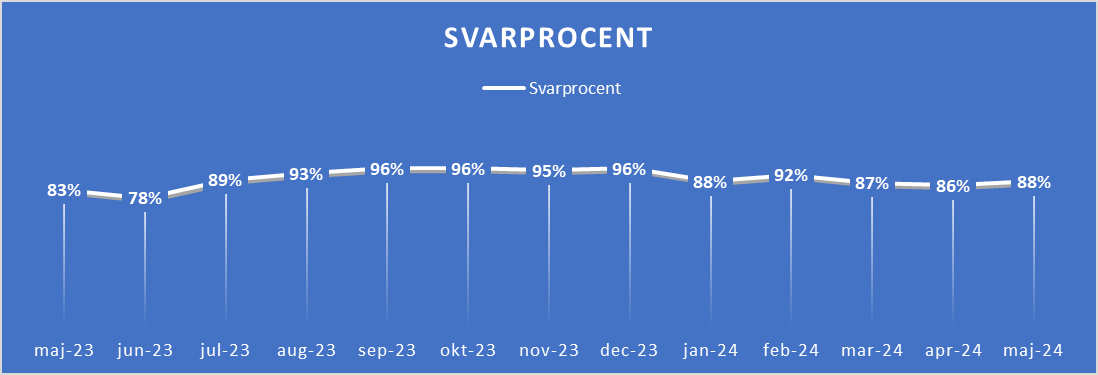 SVARPROCENT
Svarprocent
83% 78% 89% 93% 96% 96% 95% 96% 88% 92% 87% 86% 88%
maj-23 jun-23 jul-23 aug-23 sep-23 okt-23 nov-23 dec-23 jan-24 feb-24 mar-24 apr-24 maj-24